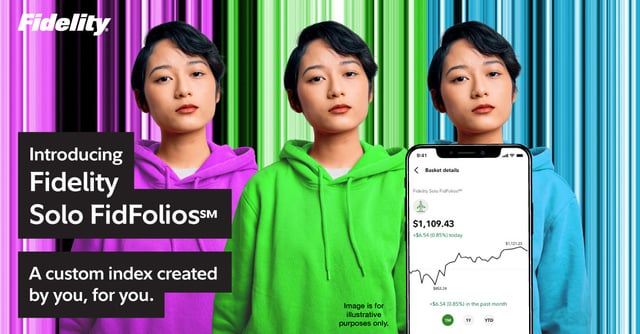 Fidelity
Introducing
Fidelity
Solo FidFolios℠
A custom index created
by you, for you.
9:41
Basket details
Fidelity Solo FidFolios℠
$1,109.43
+$6.54 (0.85%) today
$1,121.22
+$6.54 (0.85%) in the past month
1M 1Y YTD
Image is for
illustrative
purposes only.